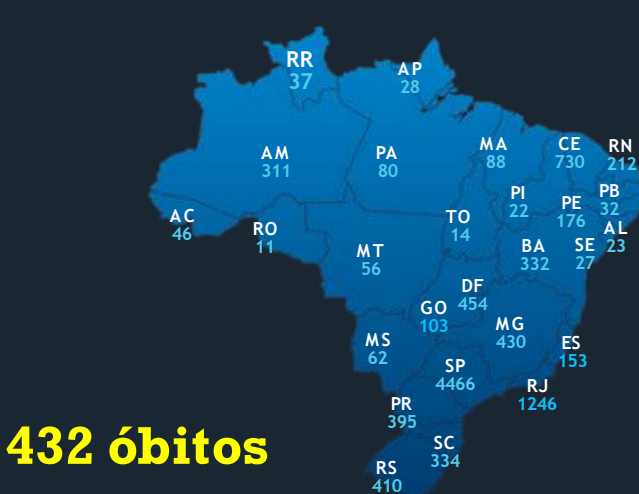 RR
37
AP
28
AM
311
PA
80
MA
88
CE
730
RN
212
PI
22
PB
32
PE
176
AC
46
RO
11
TO
14
AL
23
MT
56
BA
332
SE
27
DF
454
GO
103
MG
430
ES
153
MS
62
SP
4466
RJ
1246
PR
395
SC
334
RS
410
432 óbitos